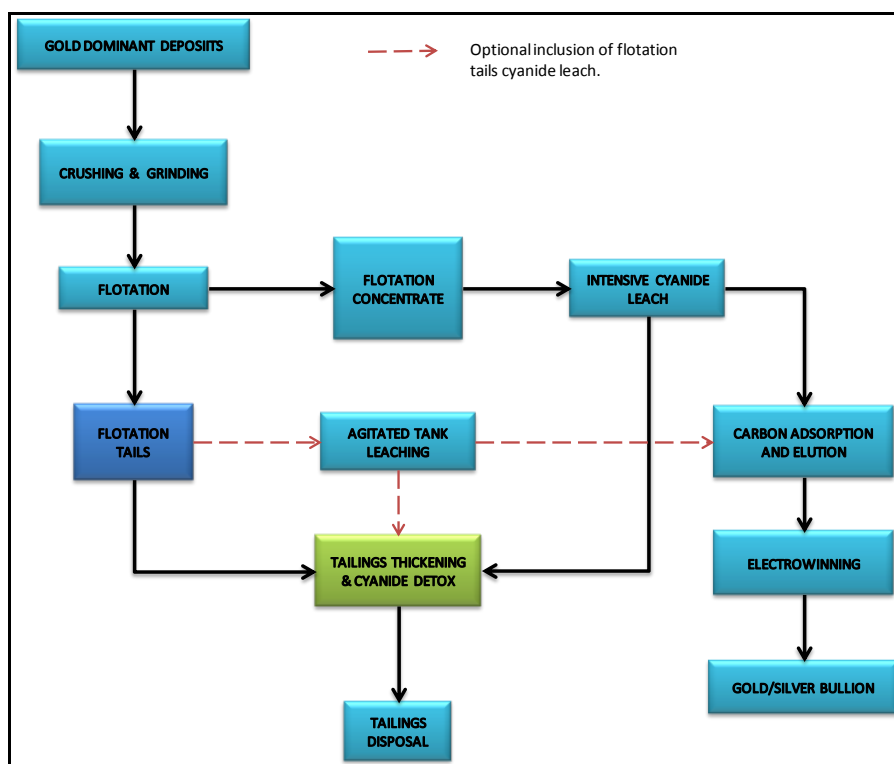 GOLD DOMINANT DEPOSIITS
Optional inclusion of flotation
tails cyanide leach.
CRUSHING & GRINDING
FLOTATION
FLOTATION
CONCENTRATE
INTENSIVE CYANIDE
LEACH
FLOTATION
TAILS
AGITATED TANK
LEACHING
CARBON ADSORPTION
AND ELUTION
TAILINGS THICKENING
& CYANIDE DETOX
ELECTROWINNING
GOLD/SILVER BULLION
TAILINGS
DISPOSAL